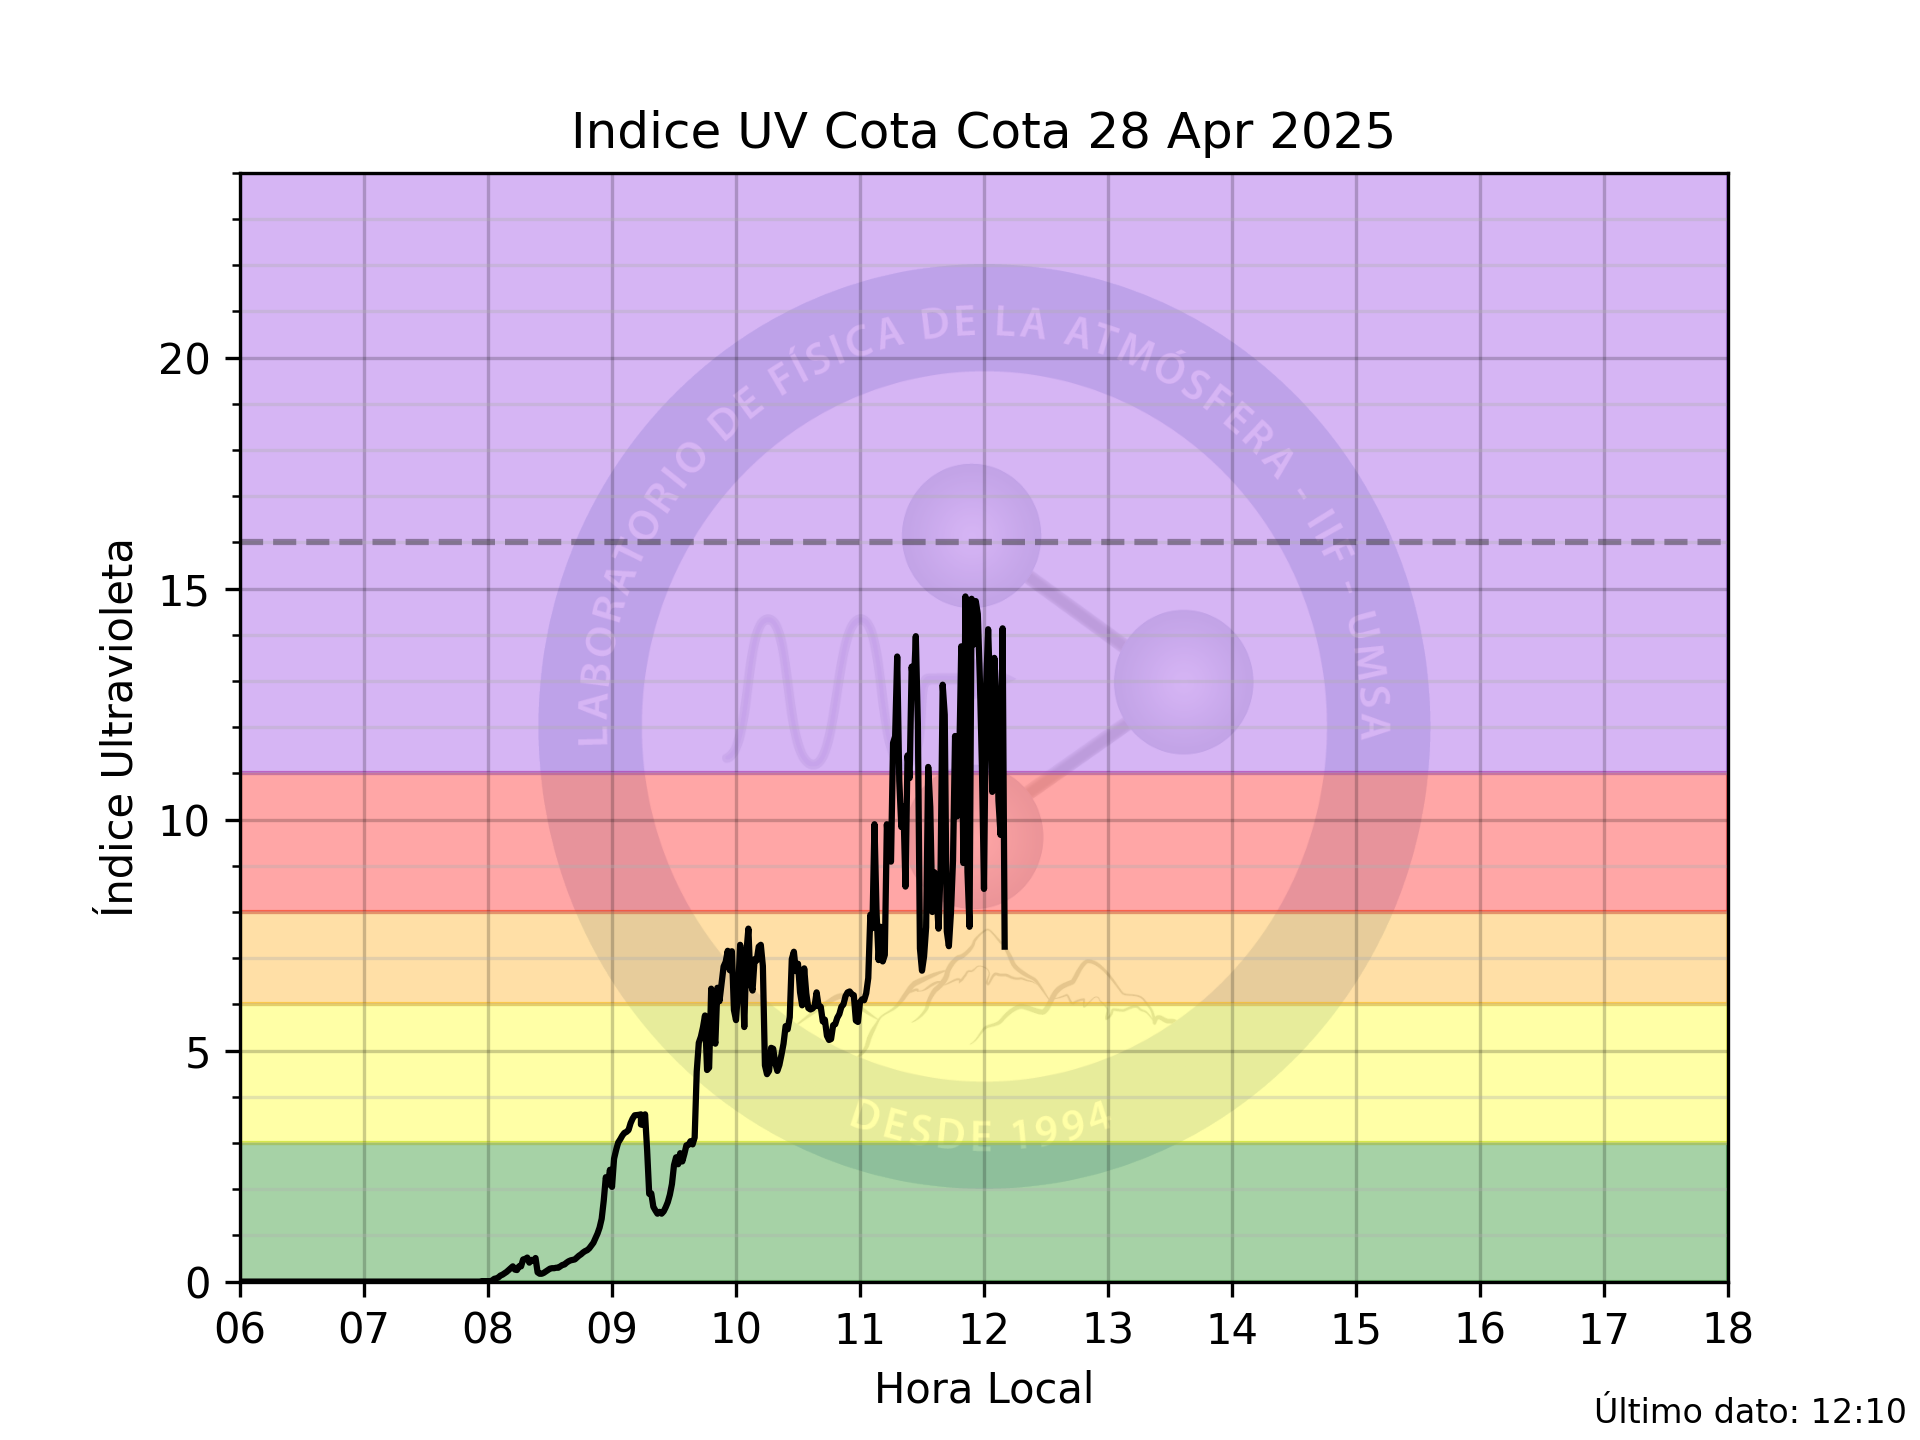 Indice UV Cota Cota 28 Apr 2025
LABORATORIO DE FÍSICA DE LA ATMÓSFERA - IIF - UMSA
DESDE 1994
Índice Ultravioleta
20
15
10
5
0
06 07 08 09 10 11 12 13 14 15 16 17 18
Hora Local
Último dato: 12:10